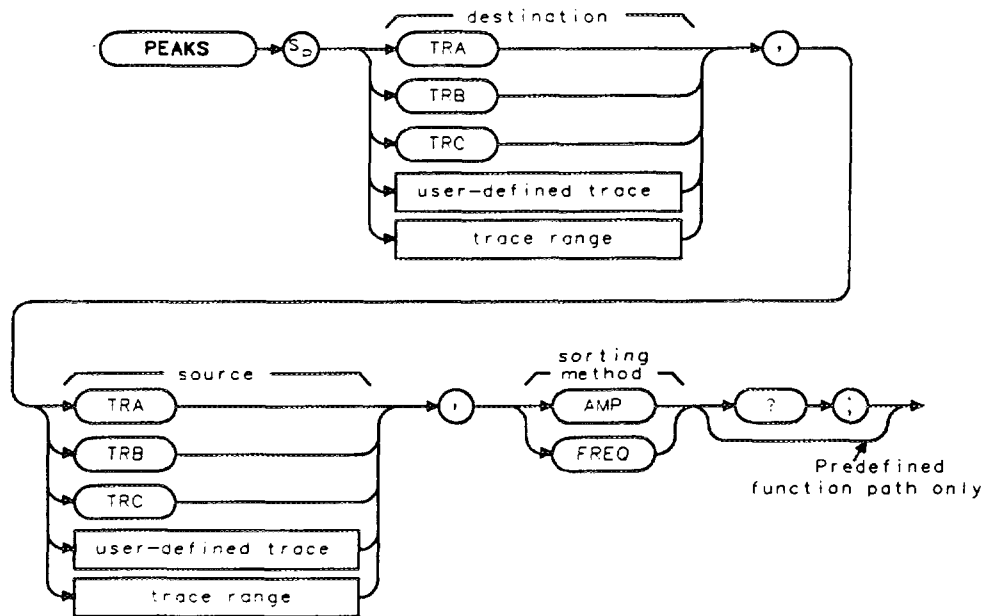 destination
PEAKS
Sp
TRA
,
TRB
TRC
user-defined trace
trace range
source
TRA
,
TRB
TRC
user-defined trace
trace range
sorting
method
AMP
?
;
FREQ
Predefined
function path only